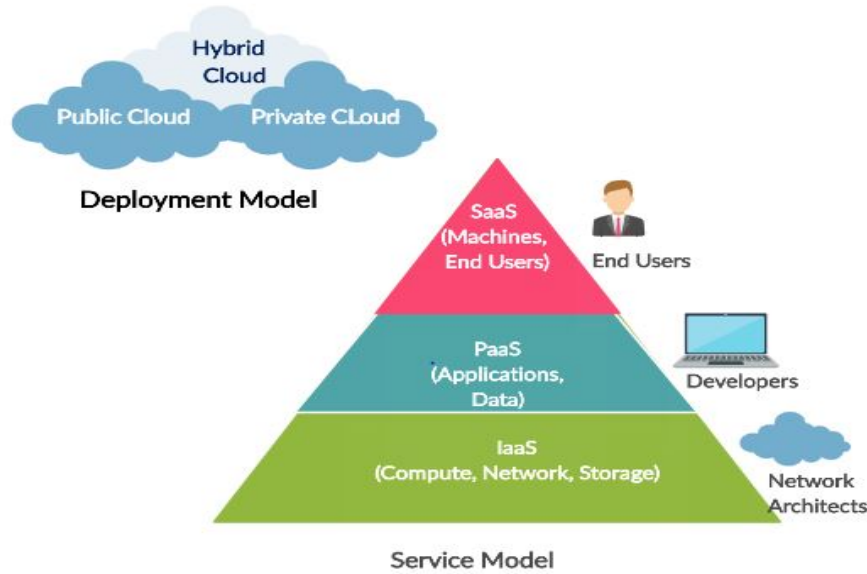 Hybrid
Cloud
Public Cloud
Private CLoud
Deployment Model
SaaS
(Machines,
End Users)
End Users
PaaS
(Applications,
Data)
Developers
IaaS
(Compute, Network, Storage)
Network
Architects
Service Model